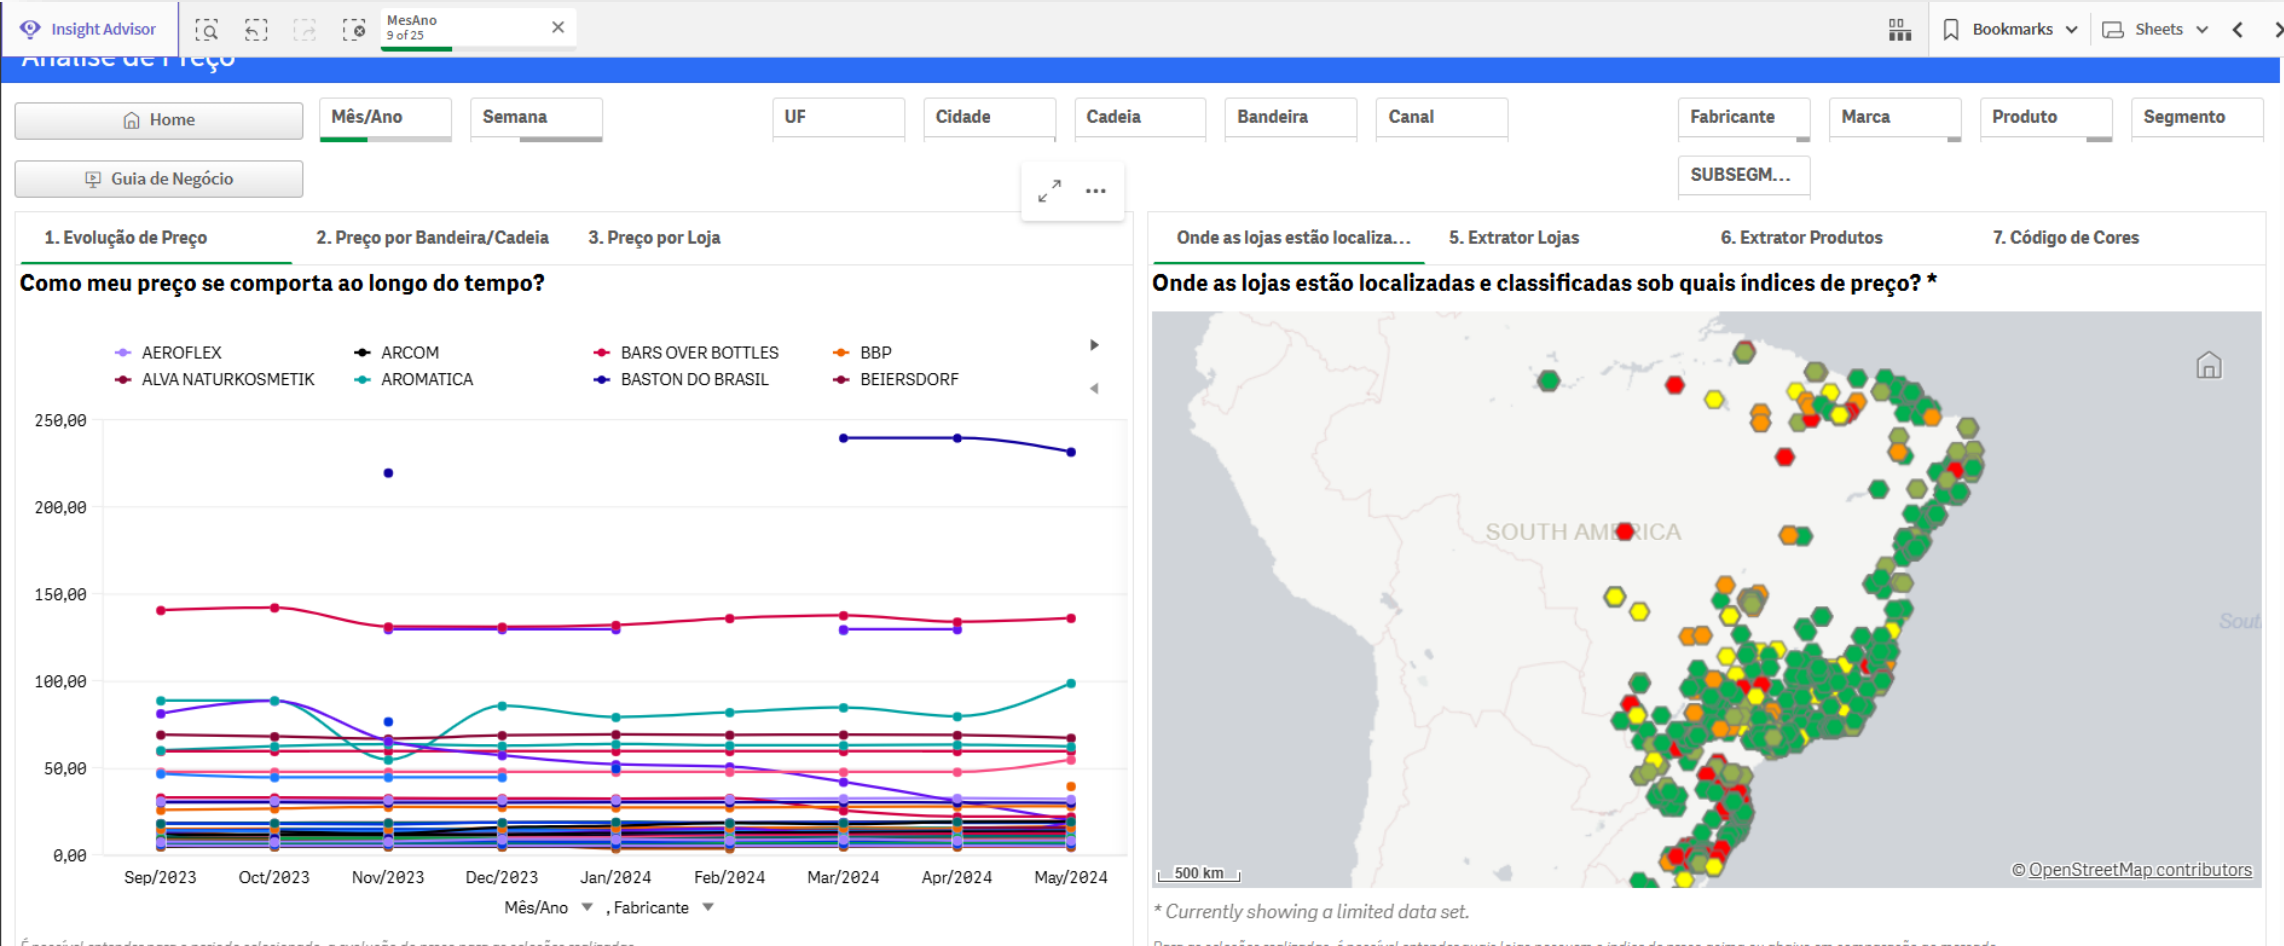 Insight Advisor
MesAno
9 of 25
Bookmarks
Sheets
Análise de Preço
Home
Mês/Ano
Semana
UF
Cidade
Cadeia
Bandeira
Canal
Fabricante
Marca
Produto
Segmento
Guia de Negócio
SUBSEGM...
1. Evolução de Preço
2. Preço por Bandeira/Cadeia
3. Preço por Loja
Onde as lojas estão localiza...
5. Extrator Lojas
6. Extrator Produtos
7. Código de Cores
Como meu preço se comporta ao longo do tempo?
AEROFLEX
ARCOM
BARS OVER BOTTLES
BBP
ALVA NATURKOSMETIK
AROMATICA
BASTON DO BRASIL
BEIERSDORF
250,00
200,00
150,00
100,00
50,00
0,00
Sep/2023
Oct/2023
Nov/2023
Dec/2023
Jan/2024
Feb/2024
Mar/2024
Apr/2024
May/2024
Mês/Ano , Fabricante
Onde as lojas estão localizadas e classificadas sob quais índices de preço? *
SOUTH AMERICA
500 km
© OpenStreetMap contributors
* Currently showing a limited data set.